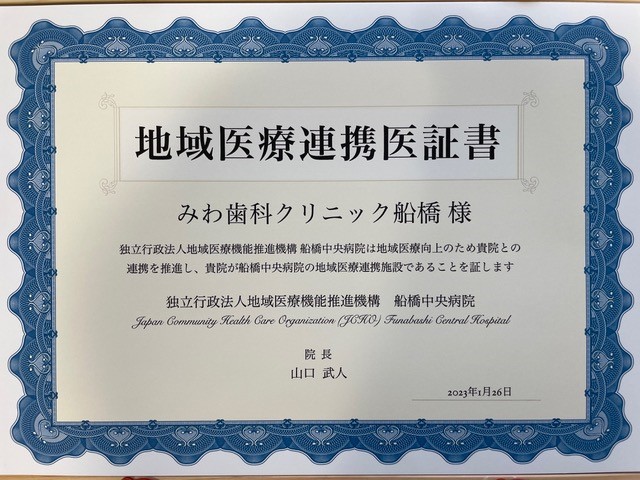 地域医療連携医証書
みわ歯科クリニック船橋 様
独立行政法人地域医療機能推進機構 船橋中央病院は地域医療向上のため貴院との
連携を推進し、貴院が船橋中央病院の地域医療連携施設であることを証します
独立行政法人地域医療機能推進機構　船橋中央病院
Japan Community Health Care Organization (JCHO) Funabashi Central Hospital
院 長
山口 武人
2023年1月26日